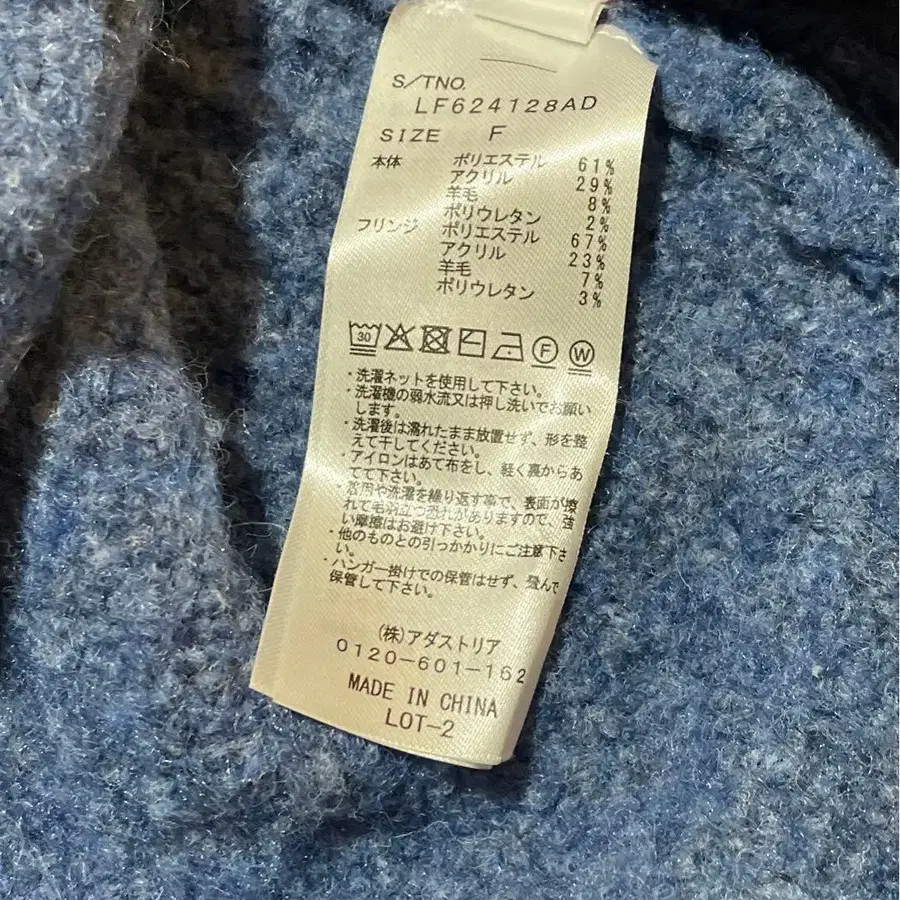 S/TNO.
LF624128AD
SIZE F
本体 ポリエステル 61%
アクリル 29%
羊毛 8%
ポリウレタン 2%
フリンジ ポリエステル 67%
アクリル 23%
羊毛 7%
ポリウレタン 3%
30 F W
・洗濯ネットを使用して下さい。
・洗濯機の弱水流又は押し洗いでお願い
します。
・洗濯後は濡れたまま放置せず、形を整
えて干してください。
・アイロンはあて布をし、軽く裏からあ
てて下さい。
・着用や洗濯を繰り返す事で、表面が擦
れて毛羽立つ恐れがありますので、強
い摩擦はお避け下さい。
・他のものとの引っかかりにご注意下さ
い。
・ハンガー掛けでの保管はせず、畳んで
保管して下さい。
(株)アダストリア
0120-601-162
MADE IN CHINA
LOT-2